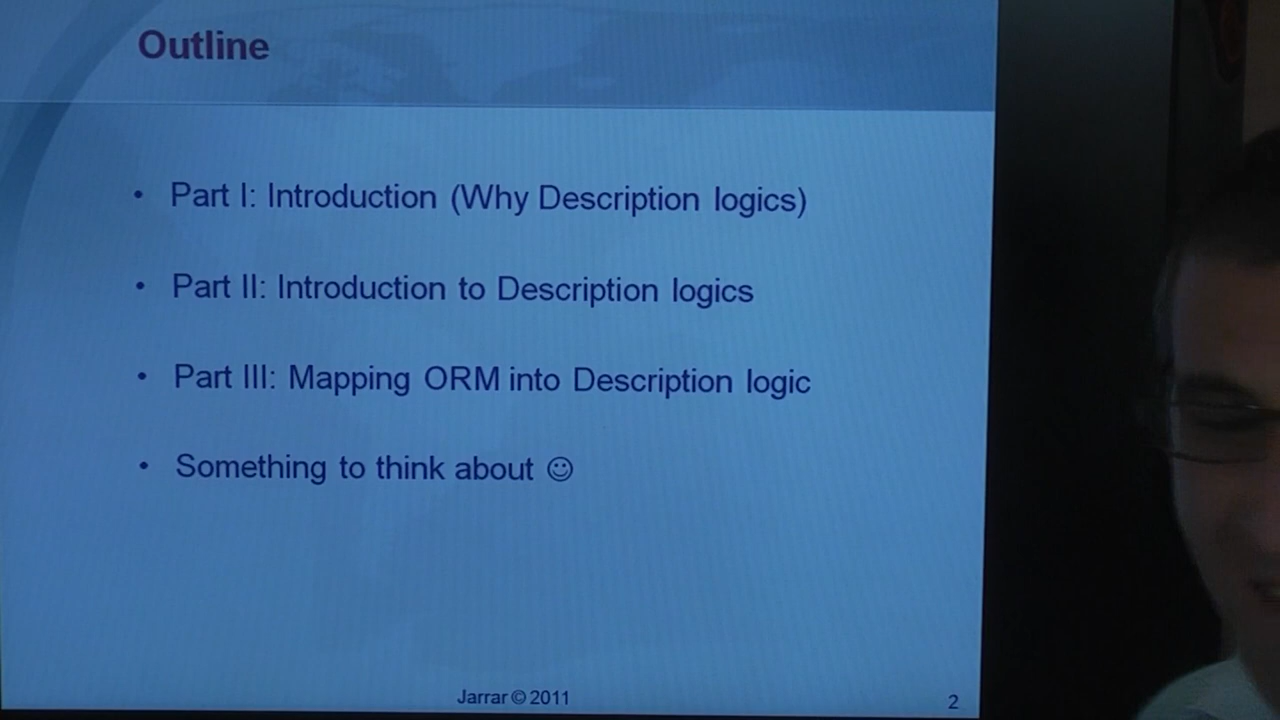 Outline
• Part I: Introduction (Why Description logics)
• Part II: Introduction to Description logics
• Part III: Mapping ORM into Description logic
• Something to think about ☺
Jarrar © 2011
2